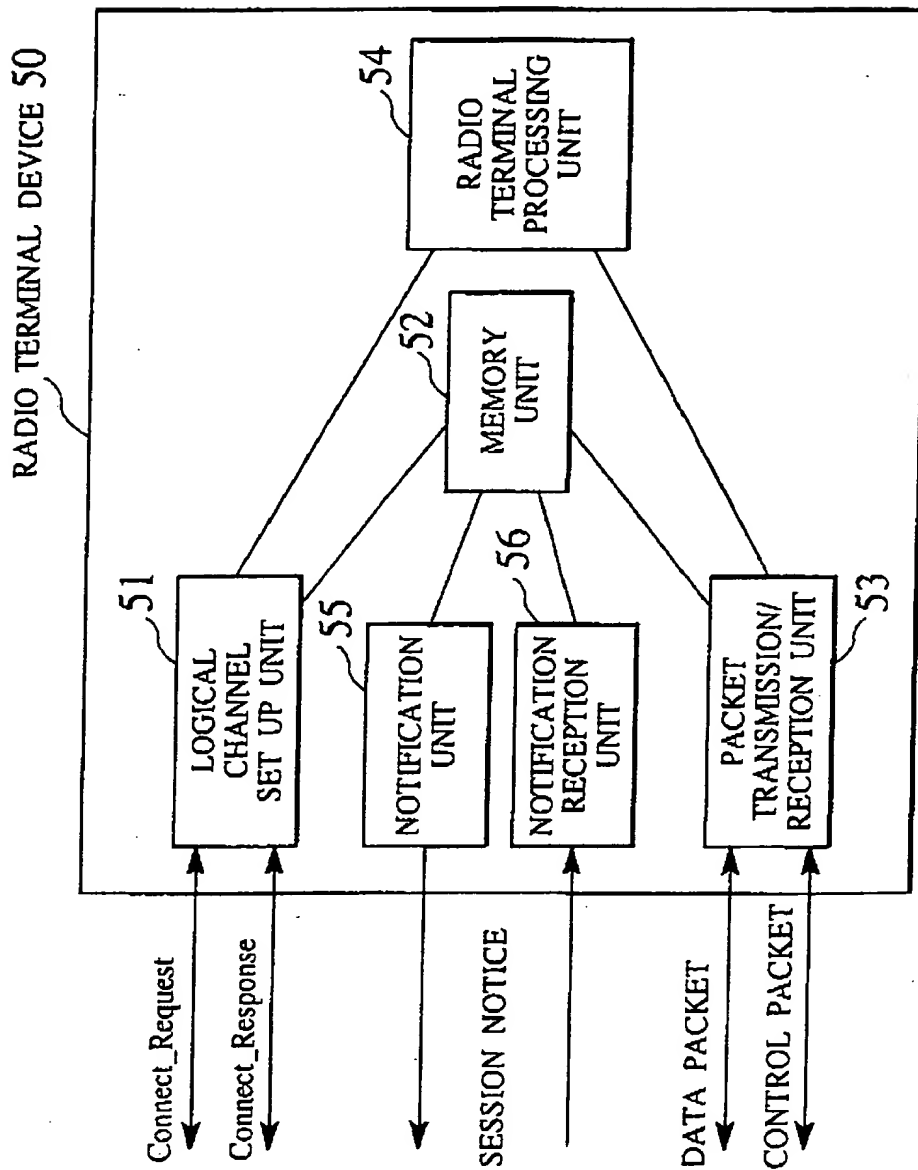 RADIO TERMINAL DEVICE 50
54
RADIO
TERMINAL
PROCESSING
UNIT
52
MEMORY
UNIT
51
LOGICAL
CHANNEL
SET UP UNIT
55
NOTIFICATION
UNIT
56
NOTIFICATION
RECEPTION
UNIT
53
PACKET
TRANSMISSION/
RECEPTION UNIT
Connect_Request
Connect_Response
SESSION NOTICE
DATA PACKET
CONTROL PACKET